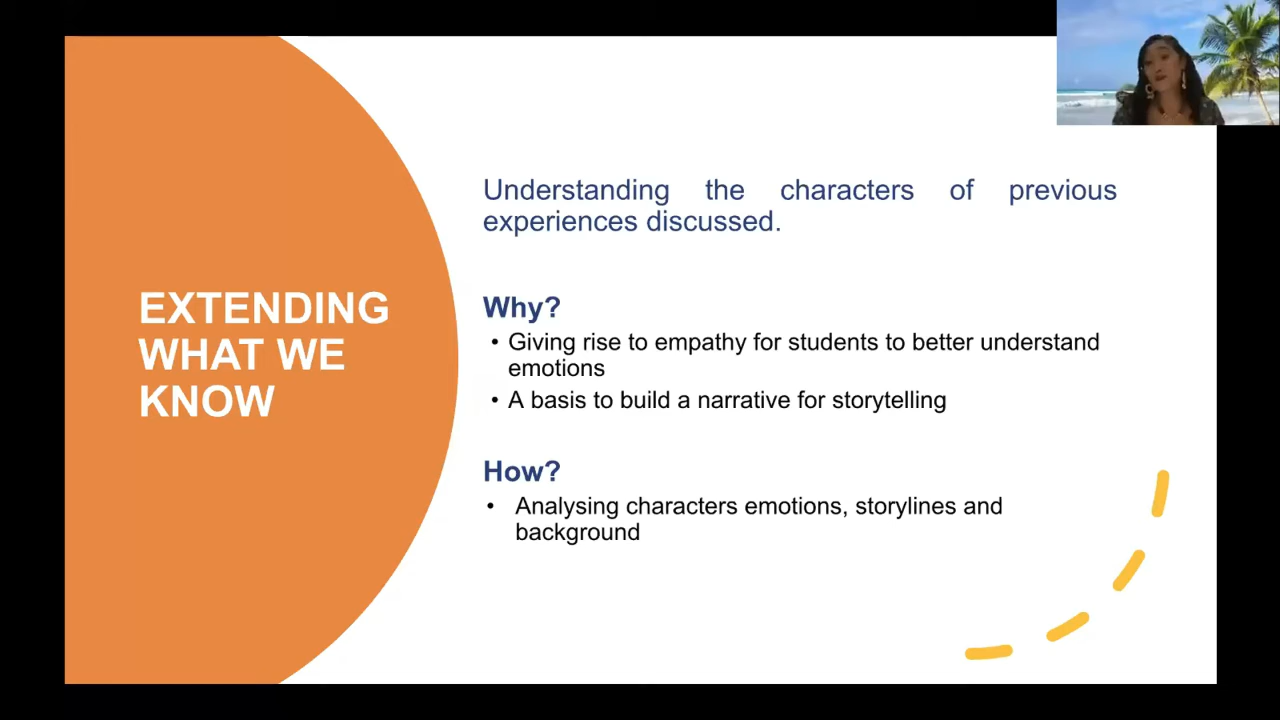 EXTENDING
WHAT WE
KNOW
Understanding the characters of previous
experiences discussed.
Why?
• Giving rise to empathy for students to better understand
emotions
• A basis to build a narrative for storytelling
How?
• Analysing characters emotions, storylines and
background